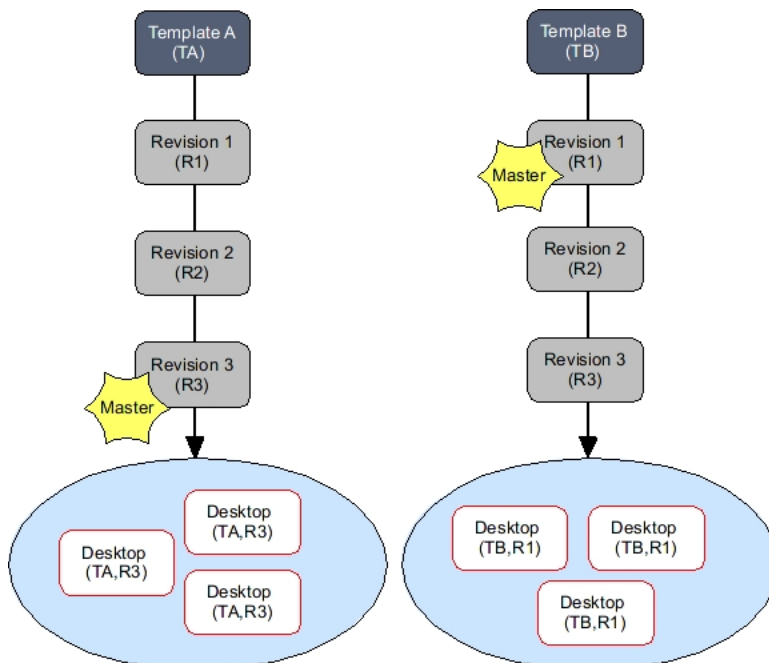 Template A
(TA)
Revision 1
(R1)
Revision 2
(R2)
Revision 3
(R3)
Master
Desktop
(TA,R3)
Desktop
(TA,R3)
Desktop
(TA,R3)
Template B
(TB)
Revision 1
(R1)
Master
Revision 2
(R2)
Revision 3
(R3)
Desktop
(TB,R1)
Desktop
(TB,R1)
Desktop
(TB,R1)